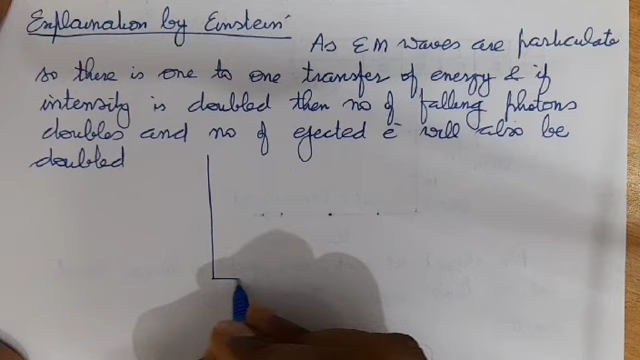 Explaination by Einstein
As EM waves are particulate
so there is one to one transfer of energy & if
intensity is doubled then no of falling photons
doubles and no of ejected e⁻ will also be
doubled